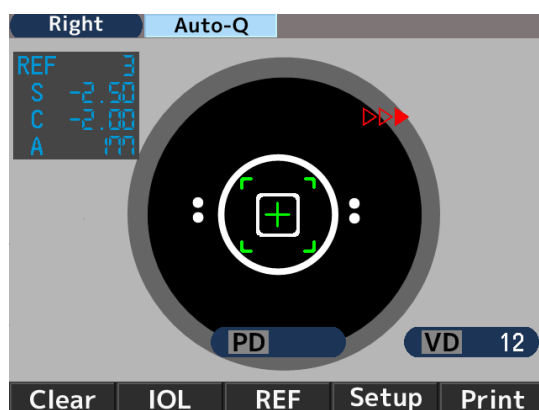 Right Auto-Q
REF 3
S -2.50
C -2.00
A 177
PD
VD 12
Clear IOL REF Setup Print